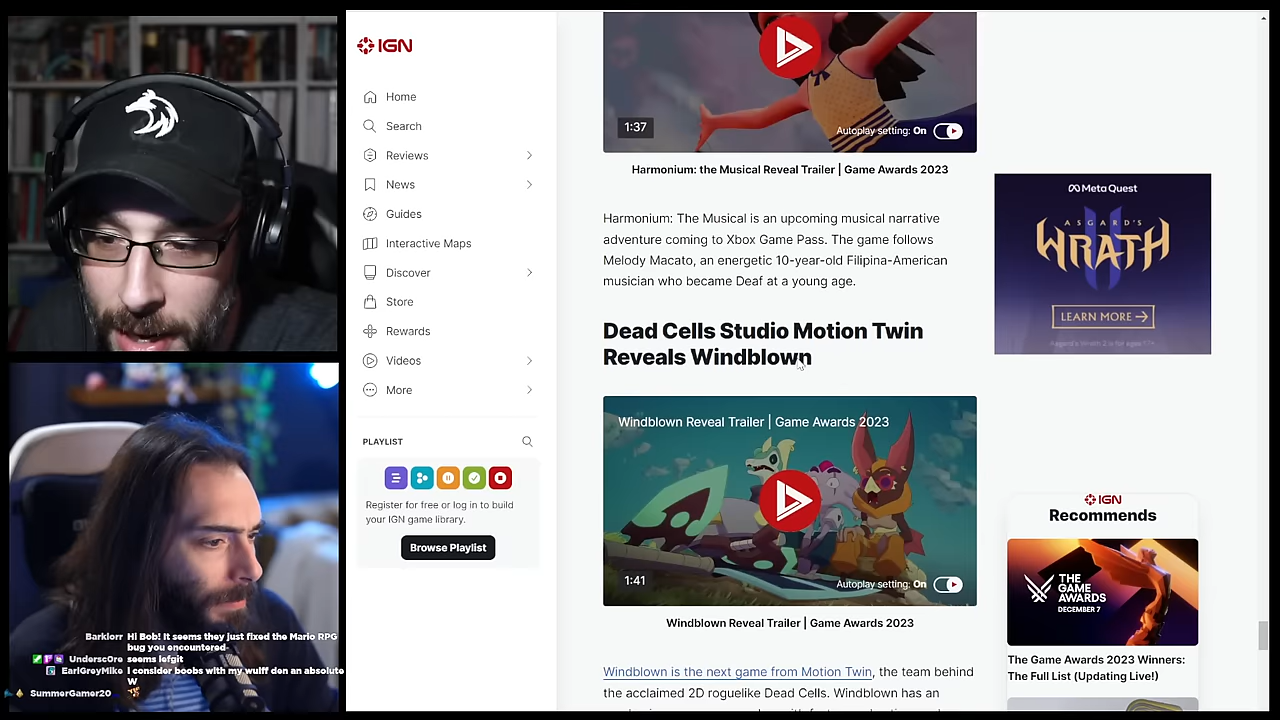 IGN
Home
Search
Reviews
News
Guides
Interactive Maps
Discover
Store
Rewards
Videos
More
PLAYLIST
Register for free or log in to build
your IGN game library.
Browse Playlist
1:37
Autoplay setting: On
Harmonium: the Musical Reveal Trailer | Game Awards 2023
Harmonium: The Musical is an upcoming musical narrative
adventure coming to Xbox Game Pass. The game follows
Melody Macato, an energetic 10-year-old Filipina-American
musician who became Deaf at a young age.
Dead Cells Studio Motion Twin
Reveals Windblown
Windblown Reveal Trailer | Game Awards 2023
1:41
Autoplay setting: On
Windblown Reveal Trailer | Game Awards 2023
Windblown is the next game from Motion Twin, the team behind
the acclaimed 2D roguelike Dead Cells. Windblown has an
Meta Quest
ASGARD'S
WRATH
LEARN MORE
Asgard's Wrath 2 is for ages
IGN
Recommends
THE
GAME
AWARDS
DECEMBER 7
The Game Awards 2023 Winners:
The Full List (Updating Live!)
Barklorr Hi Bob! It seems they just fixed the Mario RPG
bug you encountered
Undersc0re seems lefgit
EarlGreyMike I consider boobs with my wulff den an absolute
W
SummerGamer20